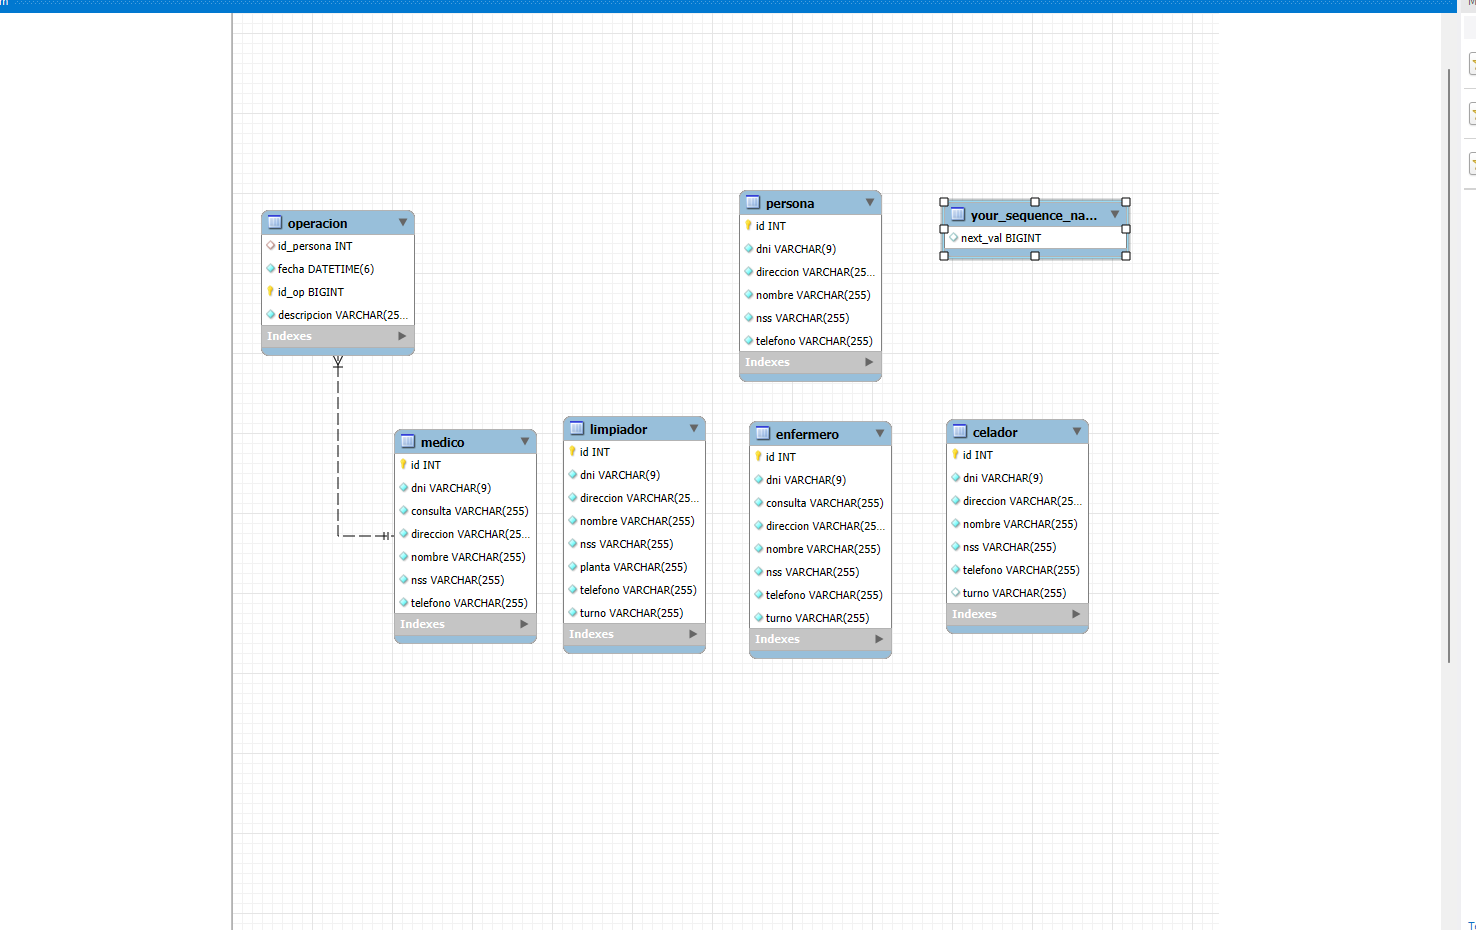 operacion
id_persona INT
fecha DATETIME(6)
id_op BIGINT
descripcion VARCHAR(25...
Indexes
persona
id INT
dni VARCHAR(9)
direccion VARCHAR(25...
nombre VARCHAR(255)
nss VARCHAR(255)
telefono VARCHAR(255)
Indexes
your_sequence_na...
next_val BIGINT
medico
id INT
dni VARCHAR(9)
consulta VARCHAR(255)
direccion VARCHAR(25...
nombre VARCHAR(255)
nss VARCHAR(255)
telefono VARCHAR(255)
Indexes
limpiador
id INT
dni VARCHAR(9)
direccion VARCHAR(25...
nombre VARCHAR(255)
nss VARCHAR(255)
planta VARCHAR(255)
telefono VARCHAR(255)
turno VARCHAR(255)
Indexes
enfermero
id INT
dni VARCHAR(9)
consulta VARCHAR(255)
direccion VARCHAR(25...
nombre VARCHAR(255)
nss VARCHAR(255)
telefono VARCHAR(255)
turno VARCHAR(255)
Indexes
celador
id INT
dni VARCHAR(9)
direccion VARCHAR(25...
nombre VARCHAR(255)
nss VARCHAR(255)
telefono VARCHAR(255)
turno VARCHAR(255)
Indexes